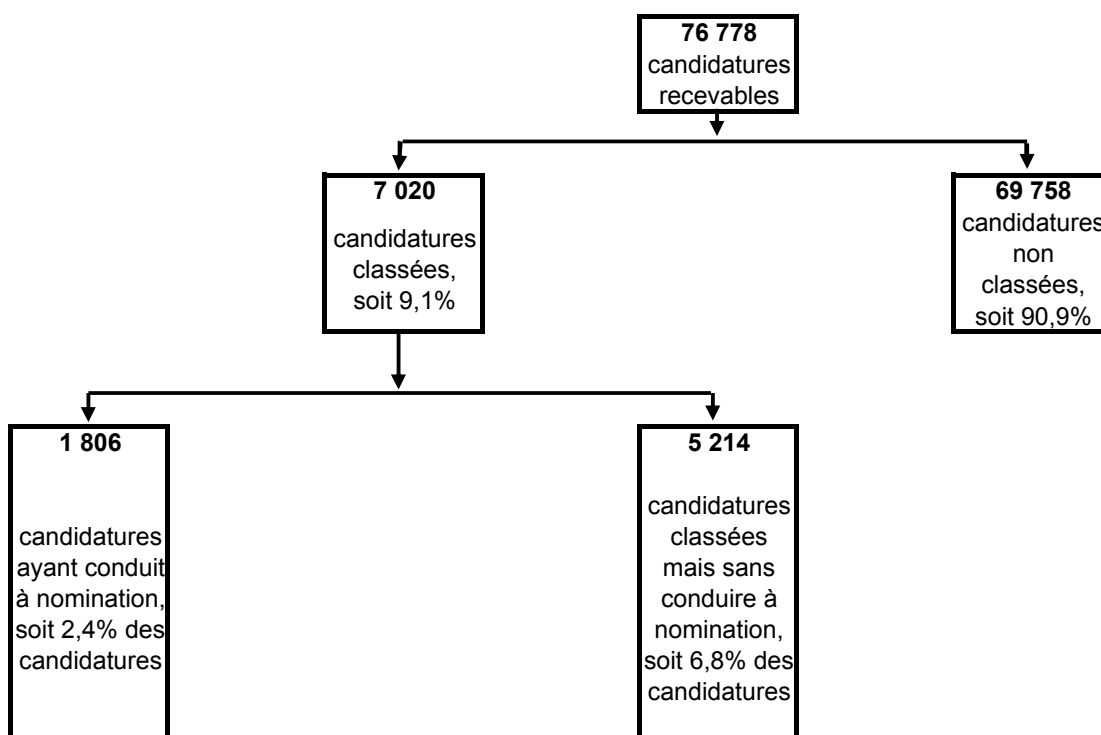 76 778
candidatures
recevables
7 020
candidatures
classées,
soit 9,1%
69 758
candidatures
non
classées,
soit 90,9%
1 806
candidatures
ayant conduit
à nomination,
soit 2,4% des
candidatures
5 214
candidatures
classées
mais sans
conduire à
nomination,
soit 6,8% des
candidatures